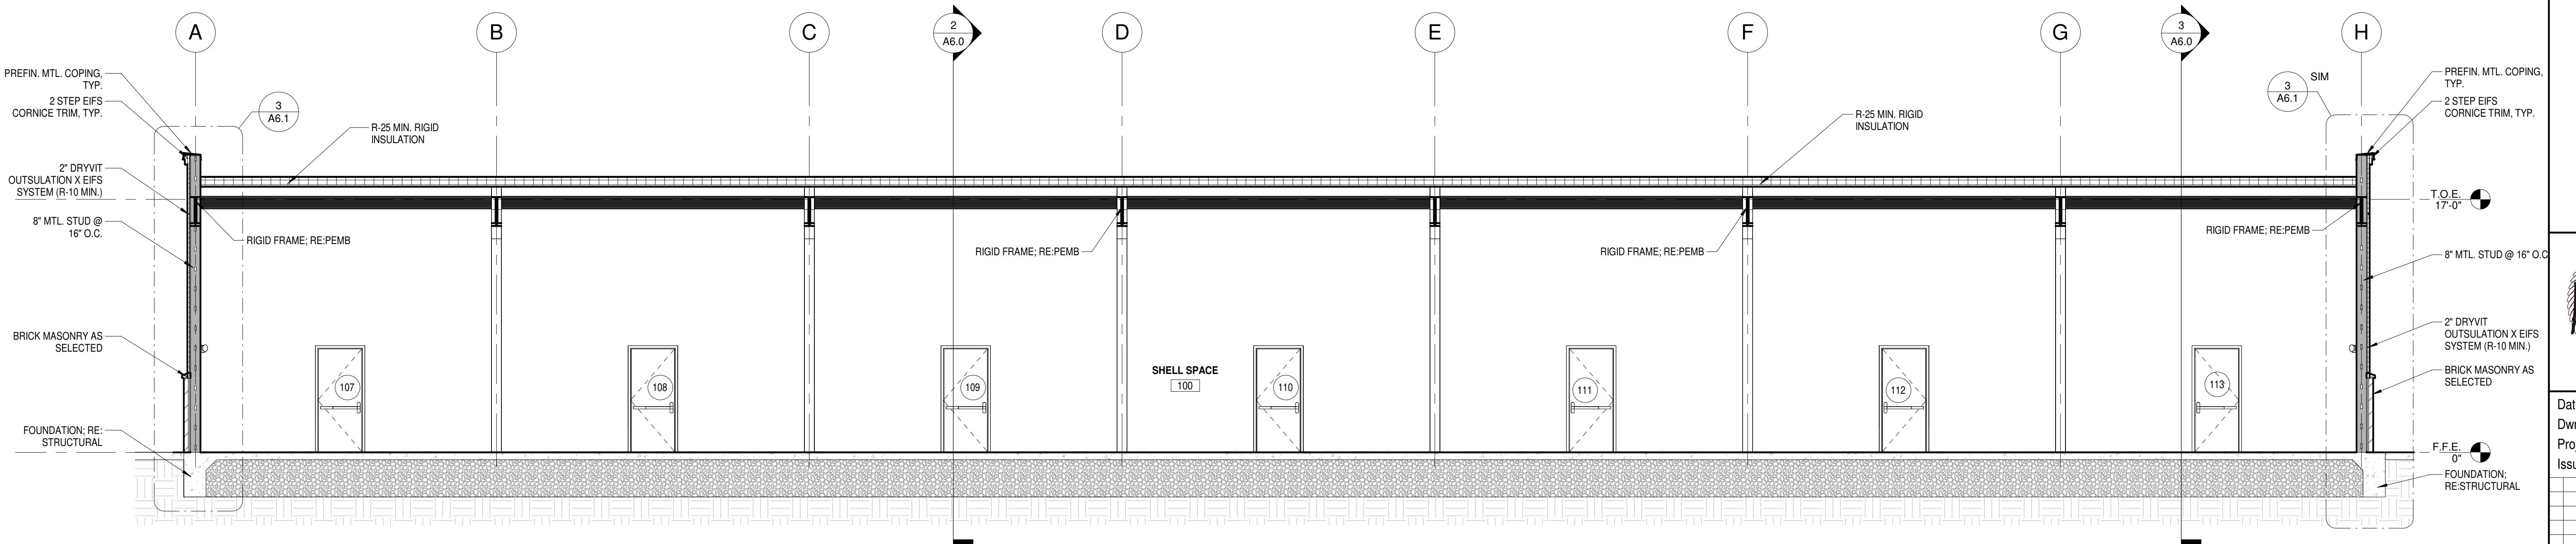 A
B
C
2
A6.0
D
E
F
G
3
A6.0
H
PREFIN. MTL. COPING,
TYP.
2 STEP EIFS
CORNICE TRIM, TYP.
3
A6.1
R-25 MIN. RIGID
INSULATION
2" DRYVIT
OUTSULATION X EIFS
SYSTEM (R-10 MIN.)
8" MTL. STUD @
16" O.C.
RIGID FRAME; RE:PEMB
BRICK MASONRY AS
SELECTED
FOUNDATION; RE:
STRUCTURAL
107
108
109
RIGID FRAME; RE:PEMB
SHELL SPACE
100
110
111
112
113
RIGID FRAME; RE:PEMB
R-25 MIN. RIGID
INSULATION
RIGID FRAME; RE:PEMB
3
A6.1
SIM
PREFIN. MTL. COPING,
TYP.
2 STEP EIFS
CORNICE TRIM, TYP.
T.O.E.
17'-0"
8" MTL. STUD @ 16" O.C
2" DRYVIT
OUTSULATION X EIFS
SYSTEM (R-10 MIN.)
BRICK MASONRY AS
SELECTED
F.F.E.
0"
FOUNDATION;
RE:STRUCTURAL
Dat
Dwn
Proj
Issu